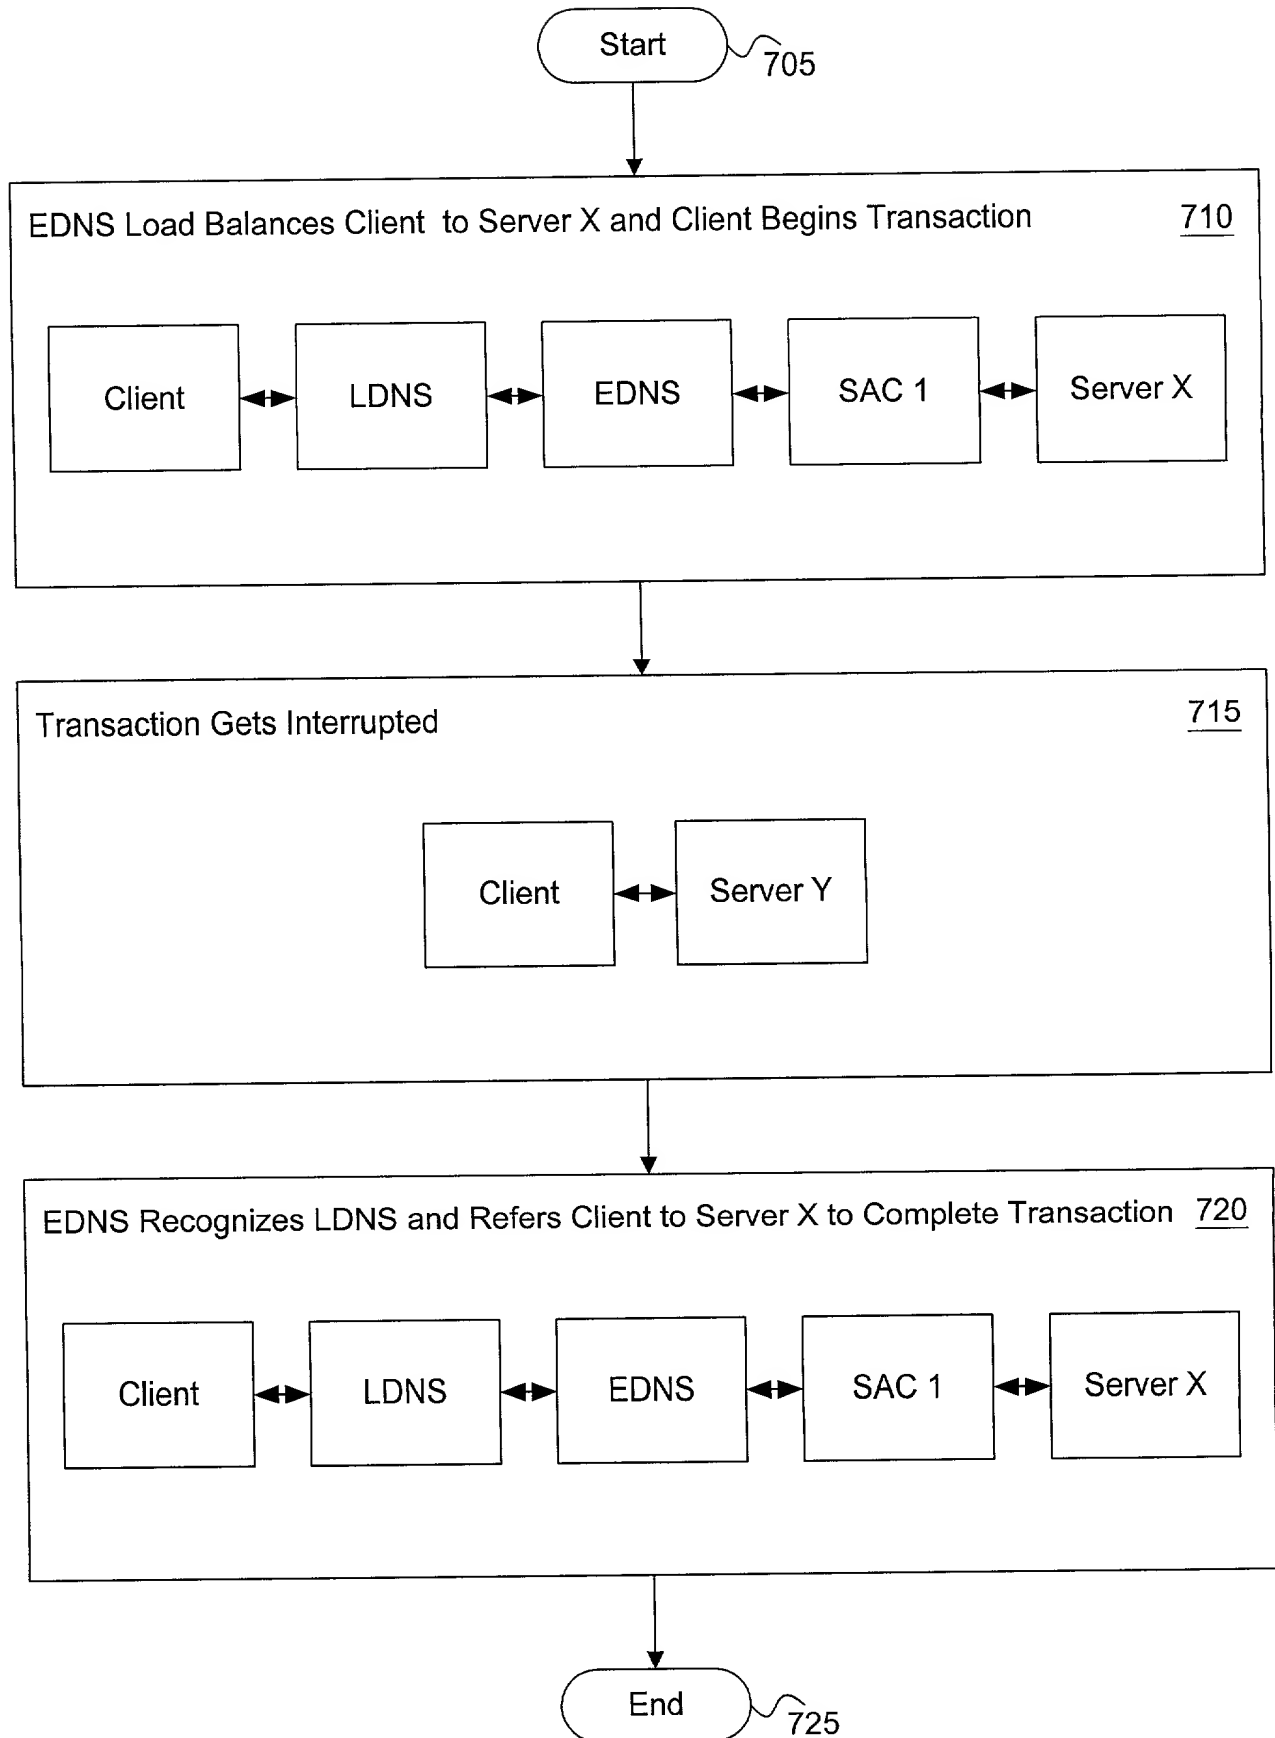 Start
705
EDNS Load Balances Client to Server X and Client Begins Transaction 710
Client LDNS EDNS SAC 1 Server X
Transaction Gets Interrupted 715
Client Server Y
EDNS Recognizes LDNS and Refers Client to Server X to Complete Transaction 720
Client LDNS EDNS SAC 1 Server X
End
725